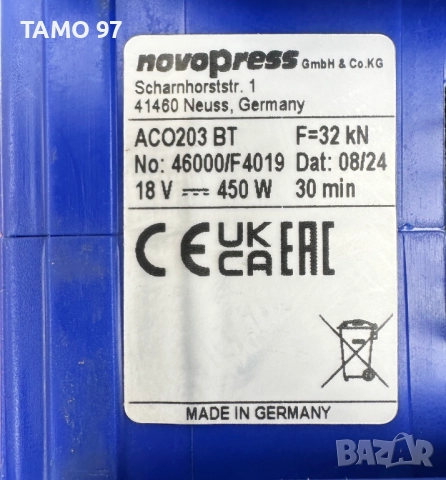 TAMO 97
novopress GmbH & Co.KG
Scharnhorststr. 1
41460 Neuss, Germany
ACO203 BT F=32 kN
No: 46000/F4019 Dat: 08/24
18 V ⎓ 450 W 30 min
CE UK CA EAC
MADE IN GERMANY
BAZAR